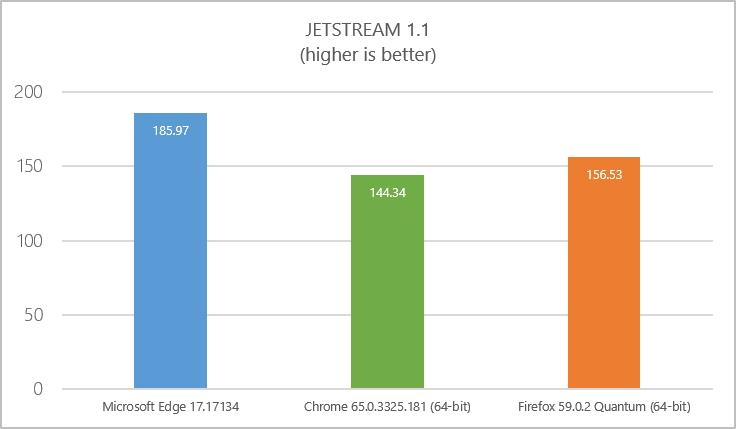 JETSTREAM 1.1
(higher is better)
200
150
100
50
0
185.97
144.34
156.53
Microsoft Edge 17.17134
Chrome 65.0.3325.181 (64-bit)
Firefox 59.0.2 Quantum (64-bit)